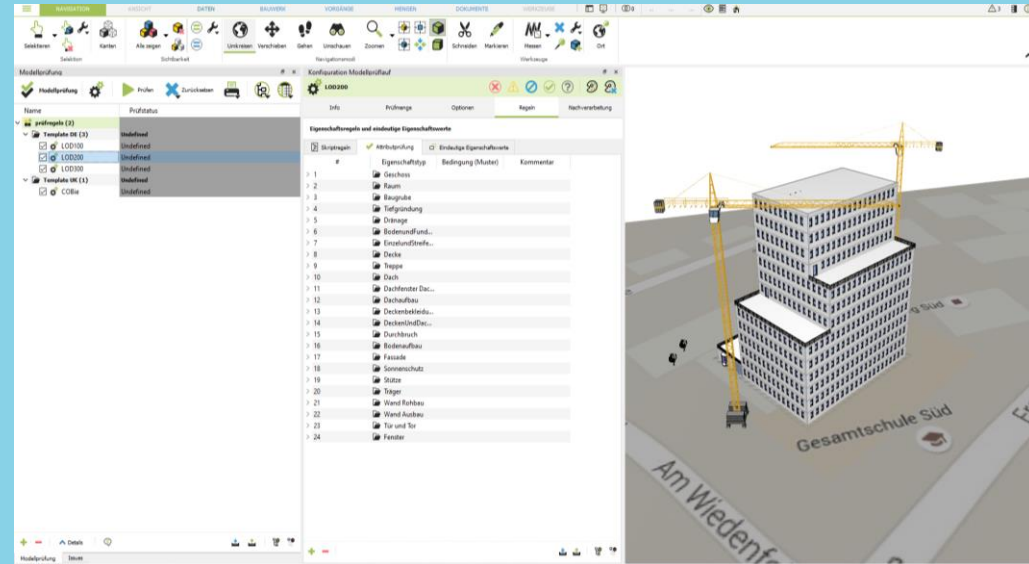 NAVIGATION ANSICHT DATEN BAUWERK VORGÄNGE MENGEN DOKUMENTE WERKZEUGE
Selektieren Kanten Alle zeigen Umkreisen Verschieben Gehen Umschauen Zoomen Schneiden Markieren Messen Ort
Selektion Sichtbarkeit Navigationsmodi Werkzeuge
Modellprüfung
Modellprüfung Prüfen Zurücksetzen
Name Prüfstatus
prüfregeln (2)
Template DE (3) Undefined
LOD100 Undefined
LOD200 Undefined
LOD300 Undefined
Template UK (1) Undefined
COBie Undefined
Details
Modellprüfung Issues
Konfiguration Modellprüflauf
LOD200
Info Prüfmenge Optionen Regeln Nachverarbeitung
Eigenschaftsregeln und eindeutige Eigenschaftswerte
Skriptregeln Attributprüfung Eindeutige Eigenschaftswerte
# Eigenschaftstyp Bedingung (Muster) Kommentar
1 Geschoss
2 Raum
3 Baugrube
4 Tiefgründung
5 Dränage
6 BodenundFund...
7 EinzelundStreife...
8 Decke
9 Treppe
10 Dach
11 Dachfenster Dac...
12 Dachaufbau
13 Deckenbekleidu...
14 DeckenUndDac...
15 Durchbruch
16 Bodenaufbau
17 Fassade
18 Sonnenschutz
19 Stütze
20 Träger
21 Wand Rohbau
22 Wand Ausbau
23 Tür und Tor
24 Fenster
Süd
Gesamtschule Süd
Am Wiedenfe